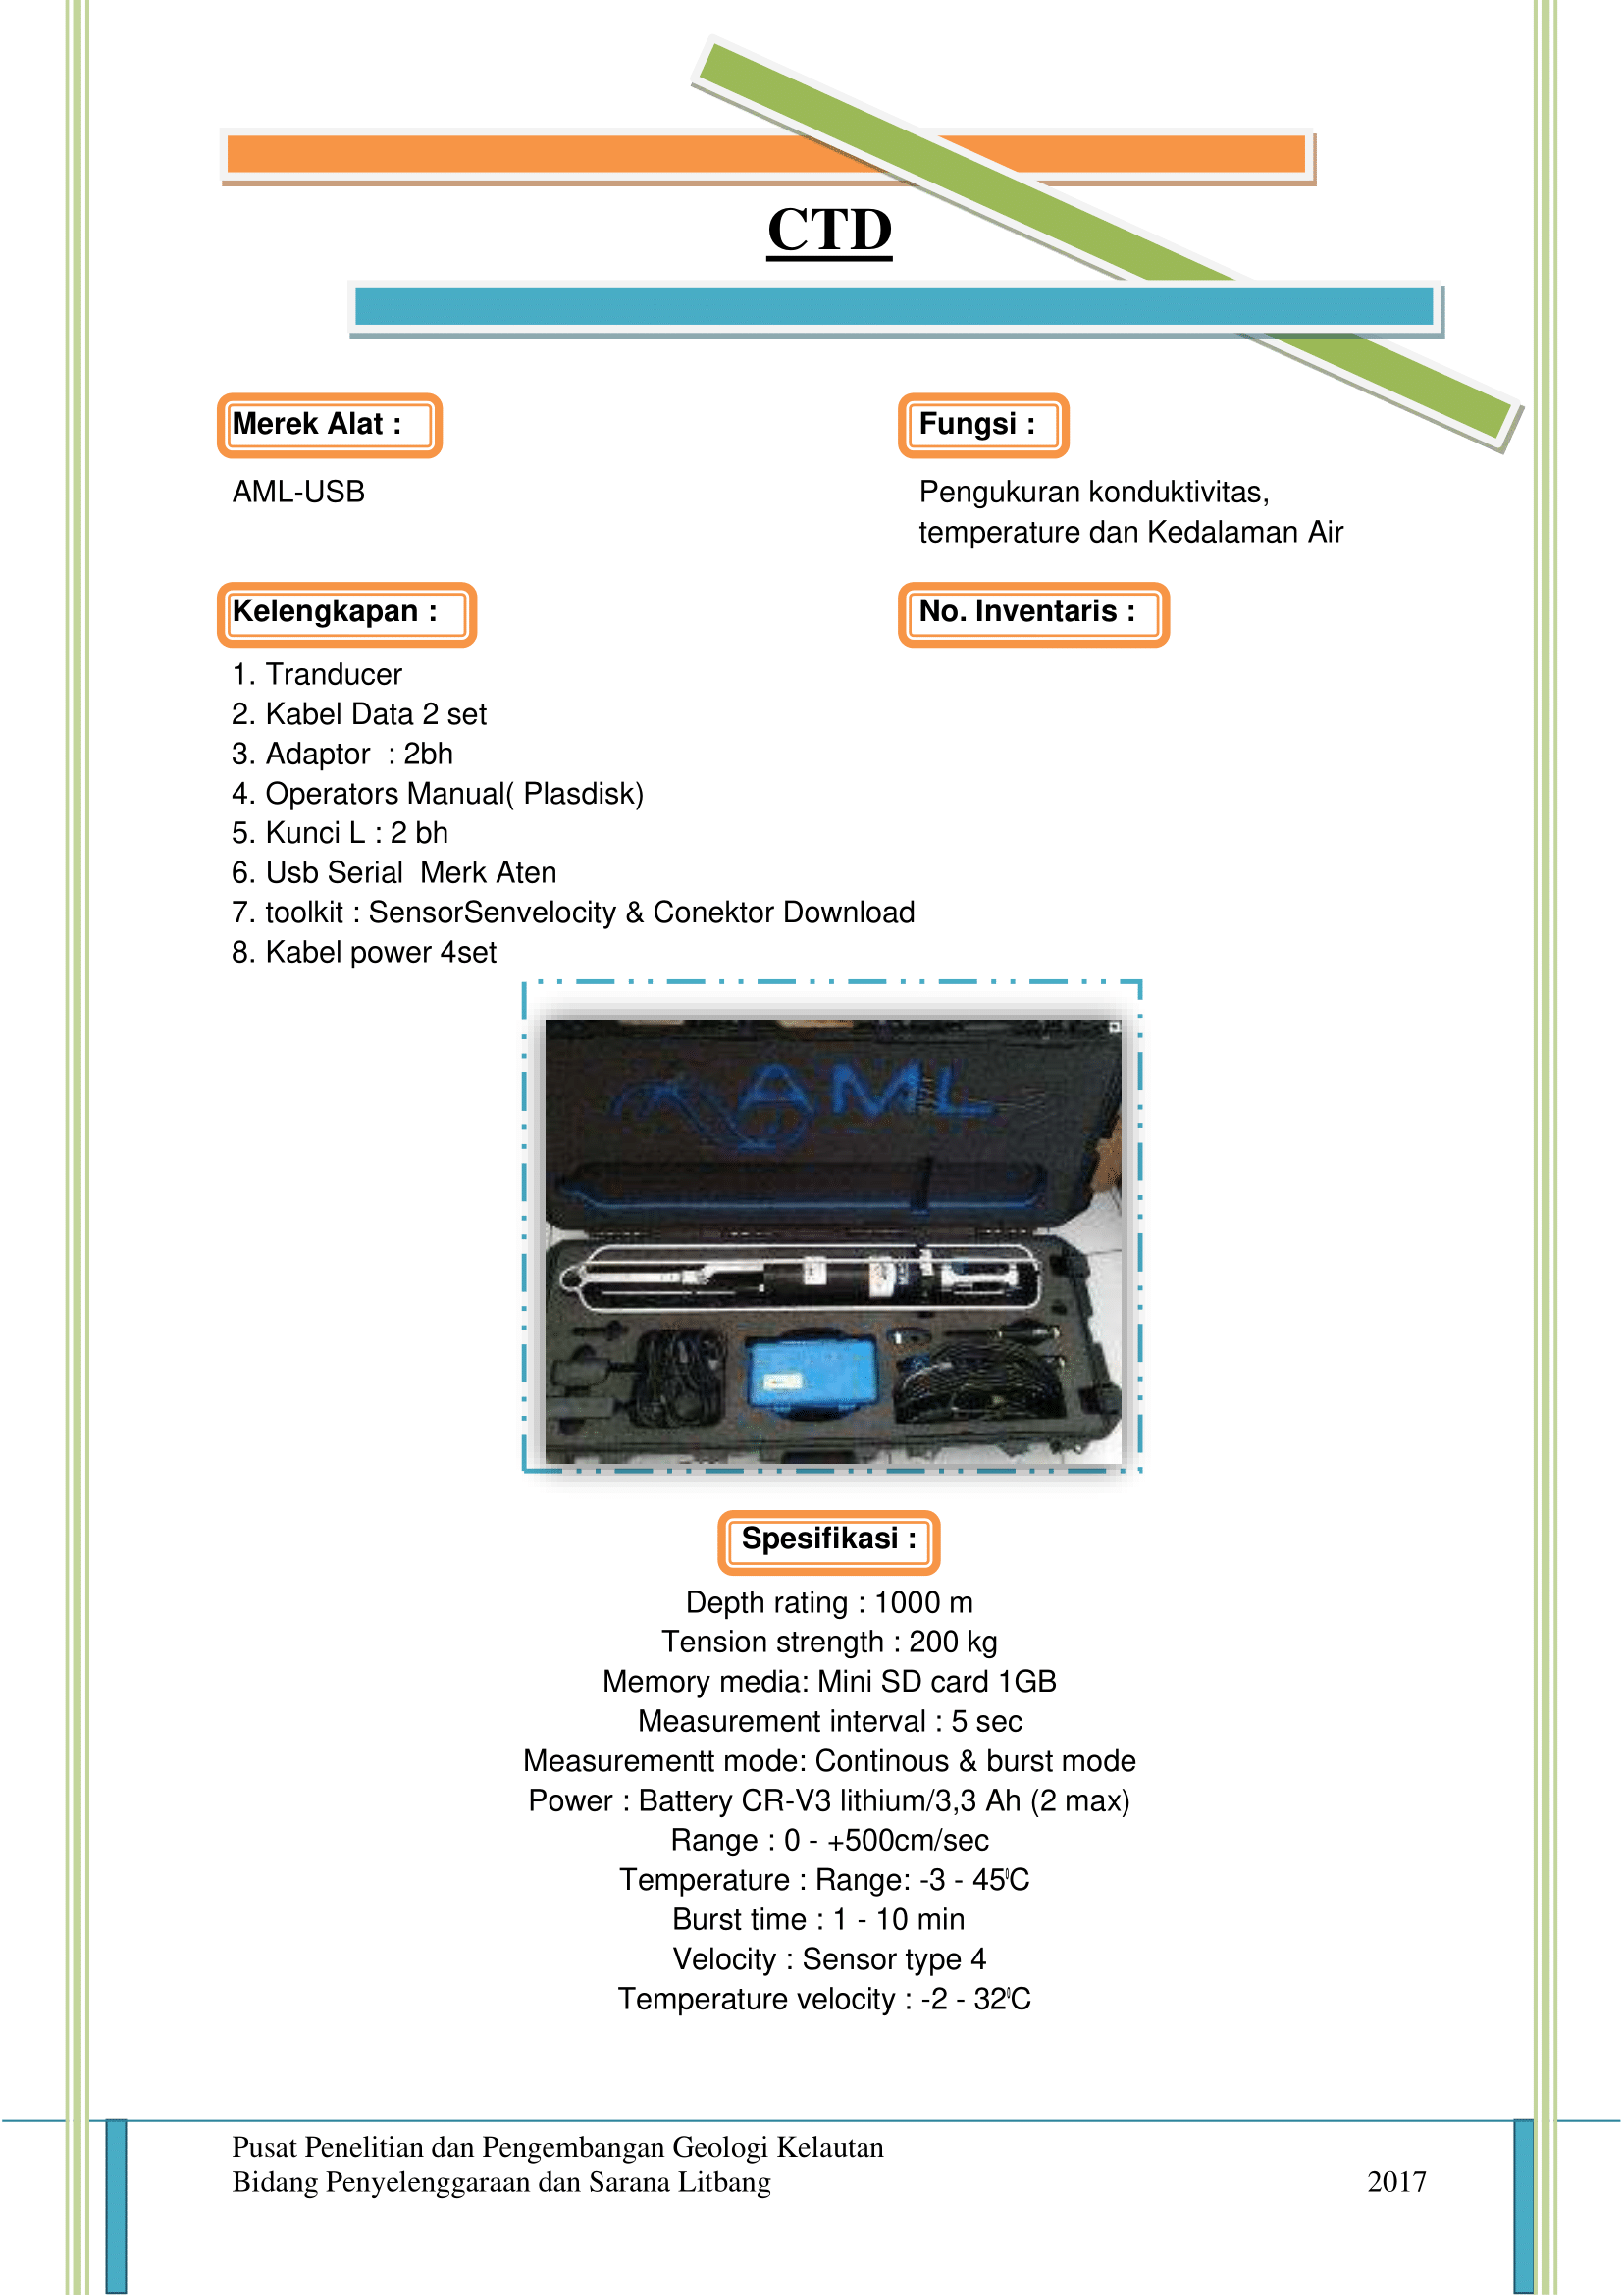 CTD
Merek Alat :
AML-USB
Fungsi :
Pengukuran konduktivitas,
temperature dan Kedalaman Air
Kelengkapan :
1. Tranducer
2. Kabel Data 2 set
3. Adaptor  : 2bh
4. Operators Manual( Plasdisk)
5. Kunci L : 2 bh
6. Usb Serial  Merk Aten
7. toolkit : SensorSenvelocity & Conektor Download
8. Kabel power 4set
No. Inventaris :
AML
Spesifikasi :
Depth rating : 1000 m
Tension strength : 200 kg
Memory media: Mini SD card 1GB
Measurement interval : 5 sec
Measurementt mode: Continous & burst mode
Power : Battery CR-V3 lithium/3,3 Ah (2 max)
Range : 0 - +500cm/sec
Temperature : Range: -3 - 45⁰C
Burst time : 1 - 10 min
Velocity : Sensor type 4
Temperature velocity : -2 - 32⁰C
Pusat Penelitian dan Pengembangan Geologi Kelautan
Bidang Penyelenggaraan dan Sarana Litbang 2017